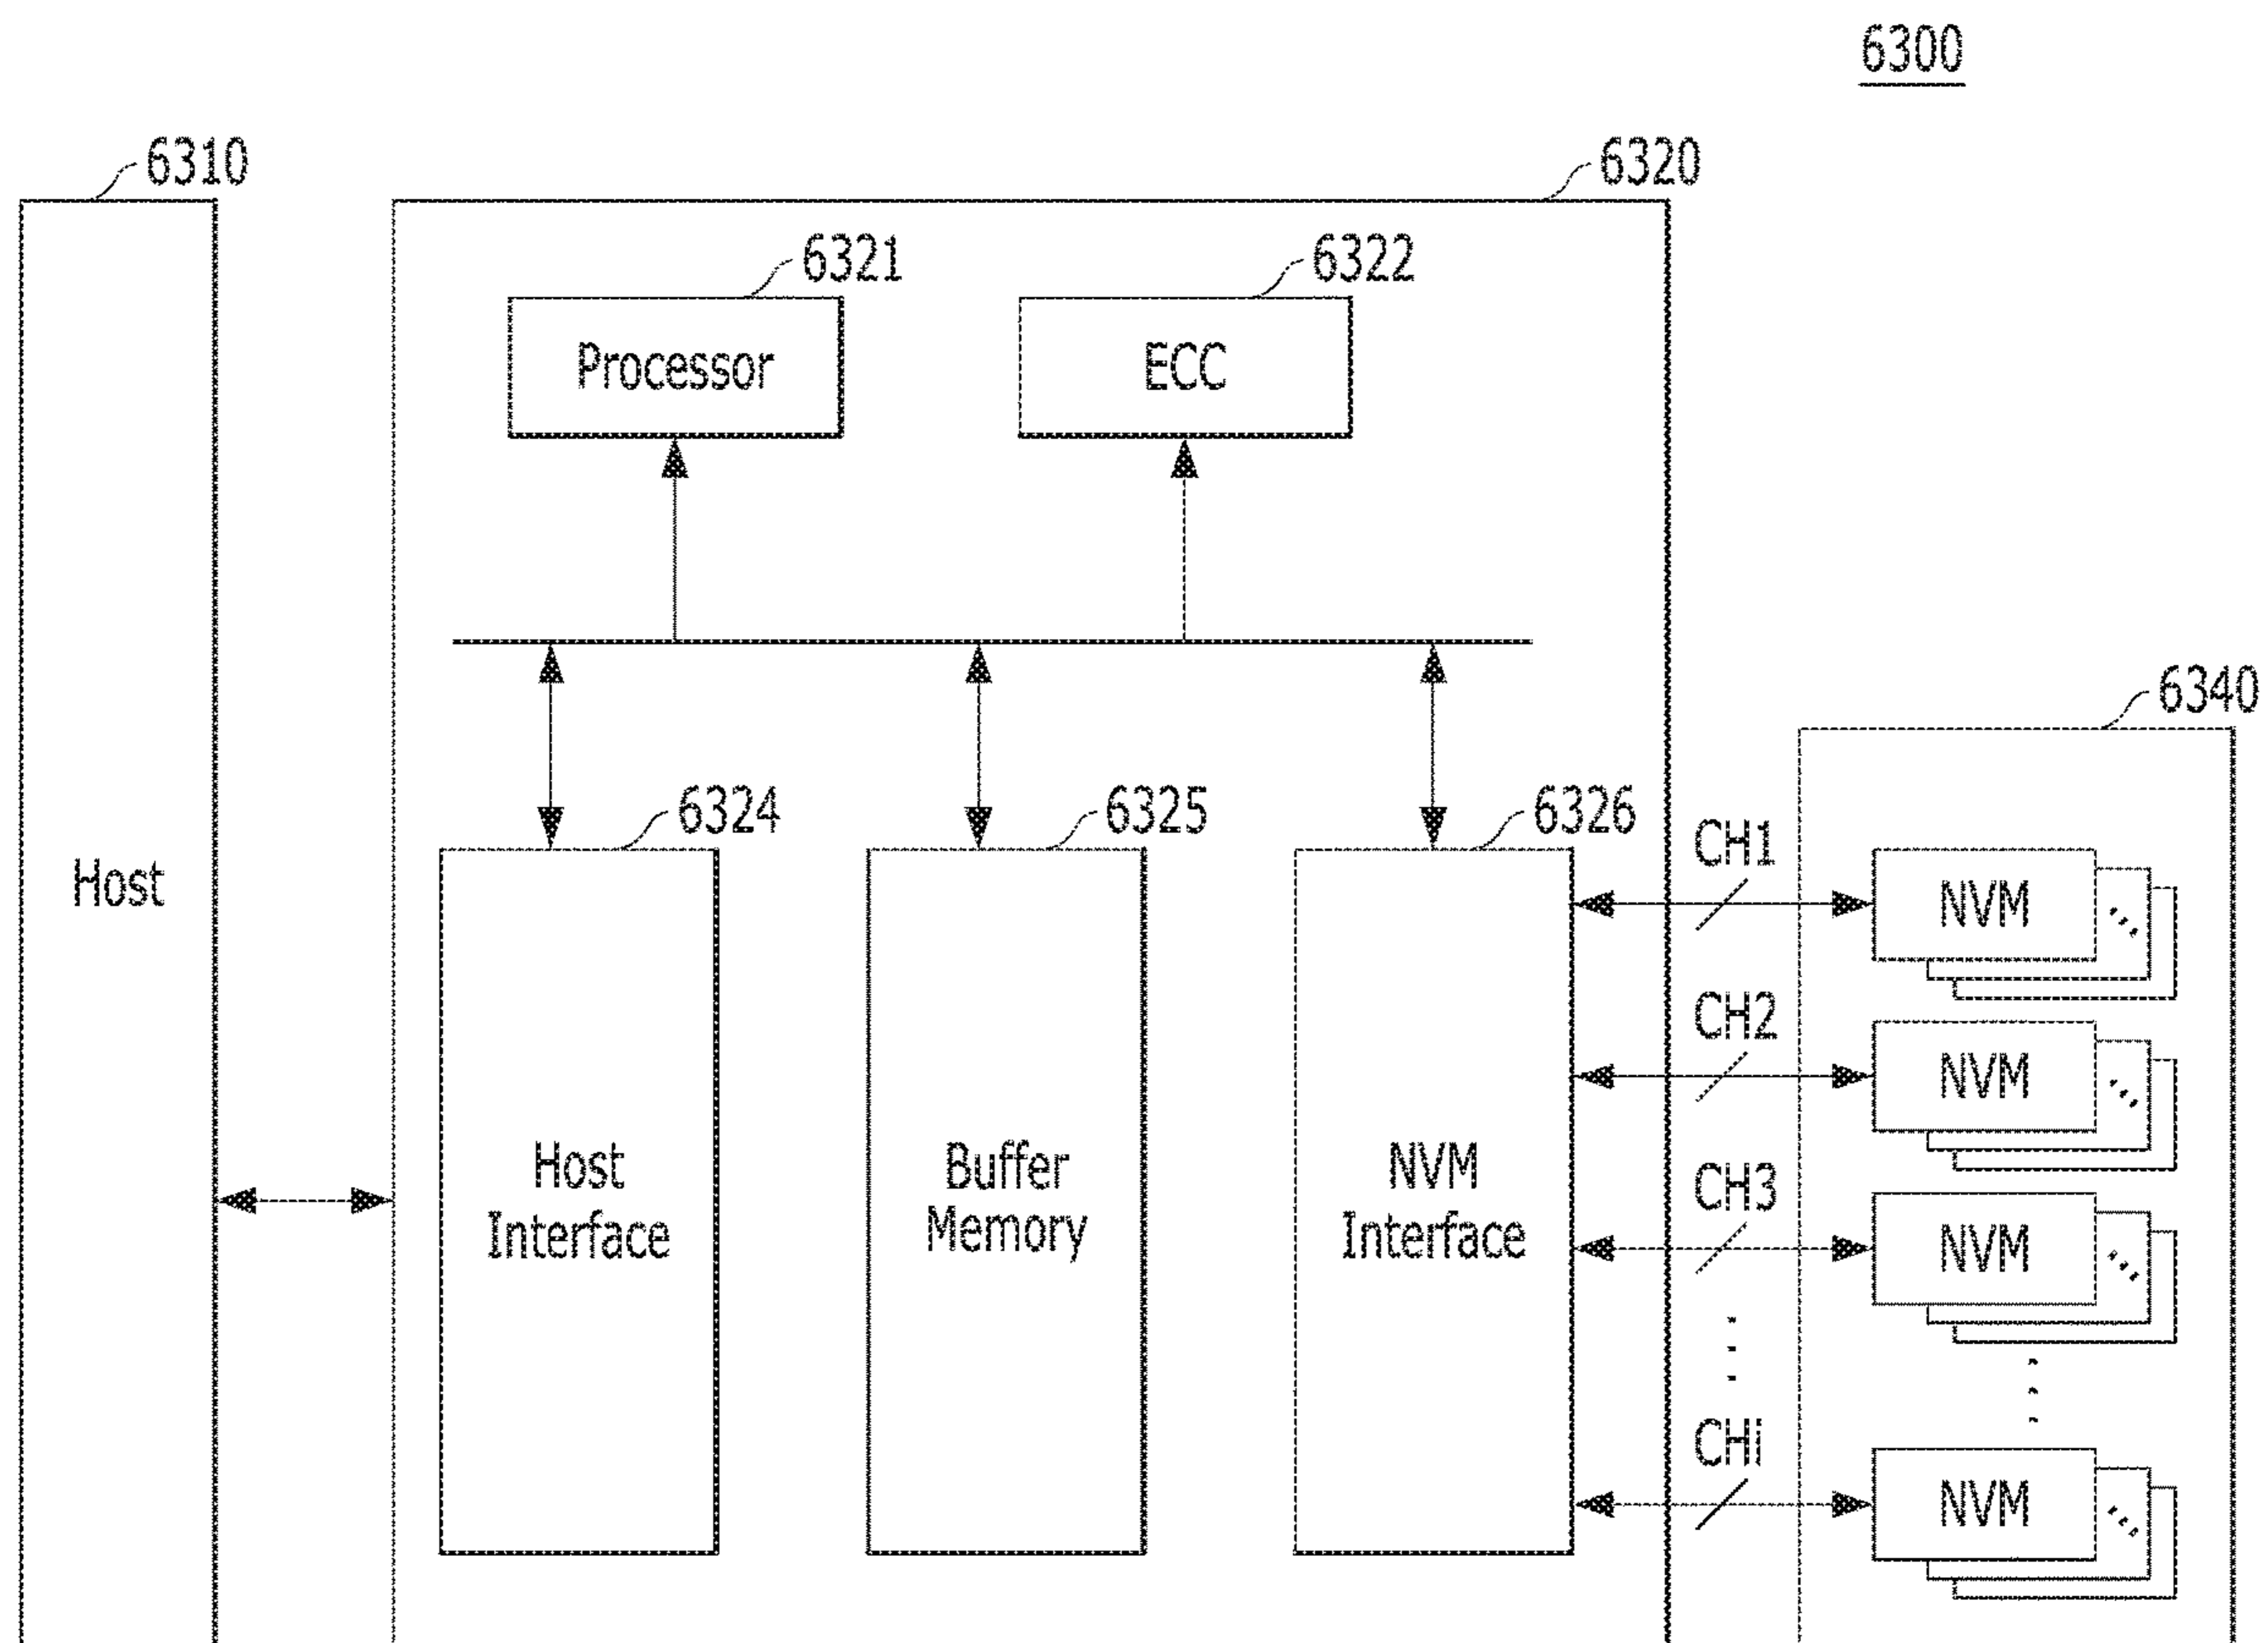 6300
6310
6320
6321
6322
Processor
ECC
6340
6324
6325
6326
CH1
Host
NVM
CH2
NVM
Host
Interface
Buffer
Memory
NVM
Interface
CH3
NVM
CHi
NVM